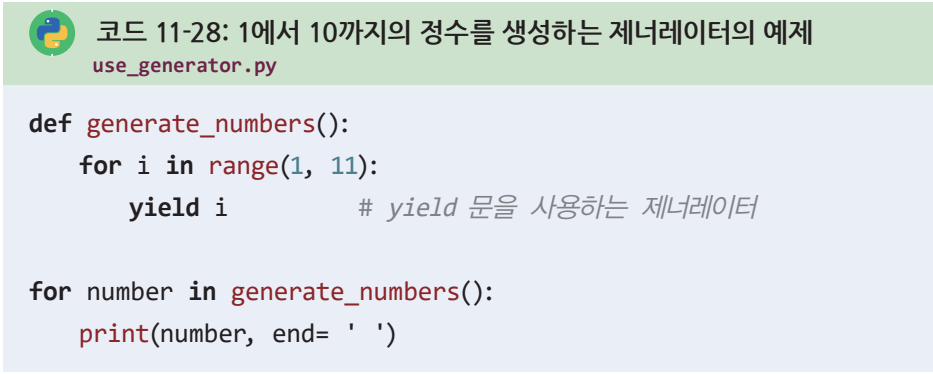 코드 11-28: 1에서 10까지의 정수를 생성하는 제너레이터의 예제
use_generator.py
def generate_numbers():
    for i in range(1, 11):
        yield i          # yield 문을 사용하는 제너레이터
for number in generate_numbers():
    print(number, end= ' ')